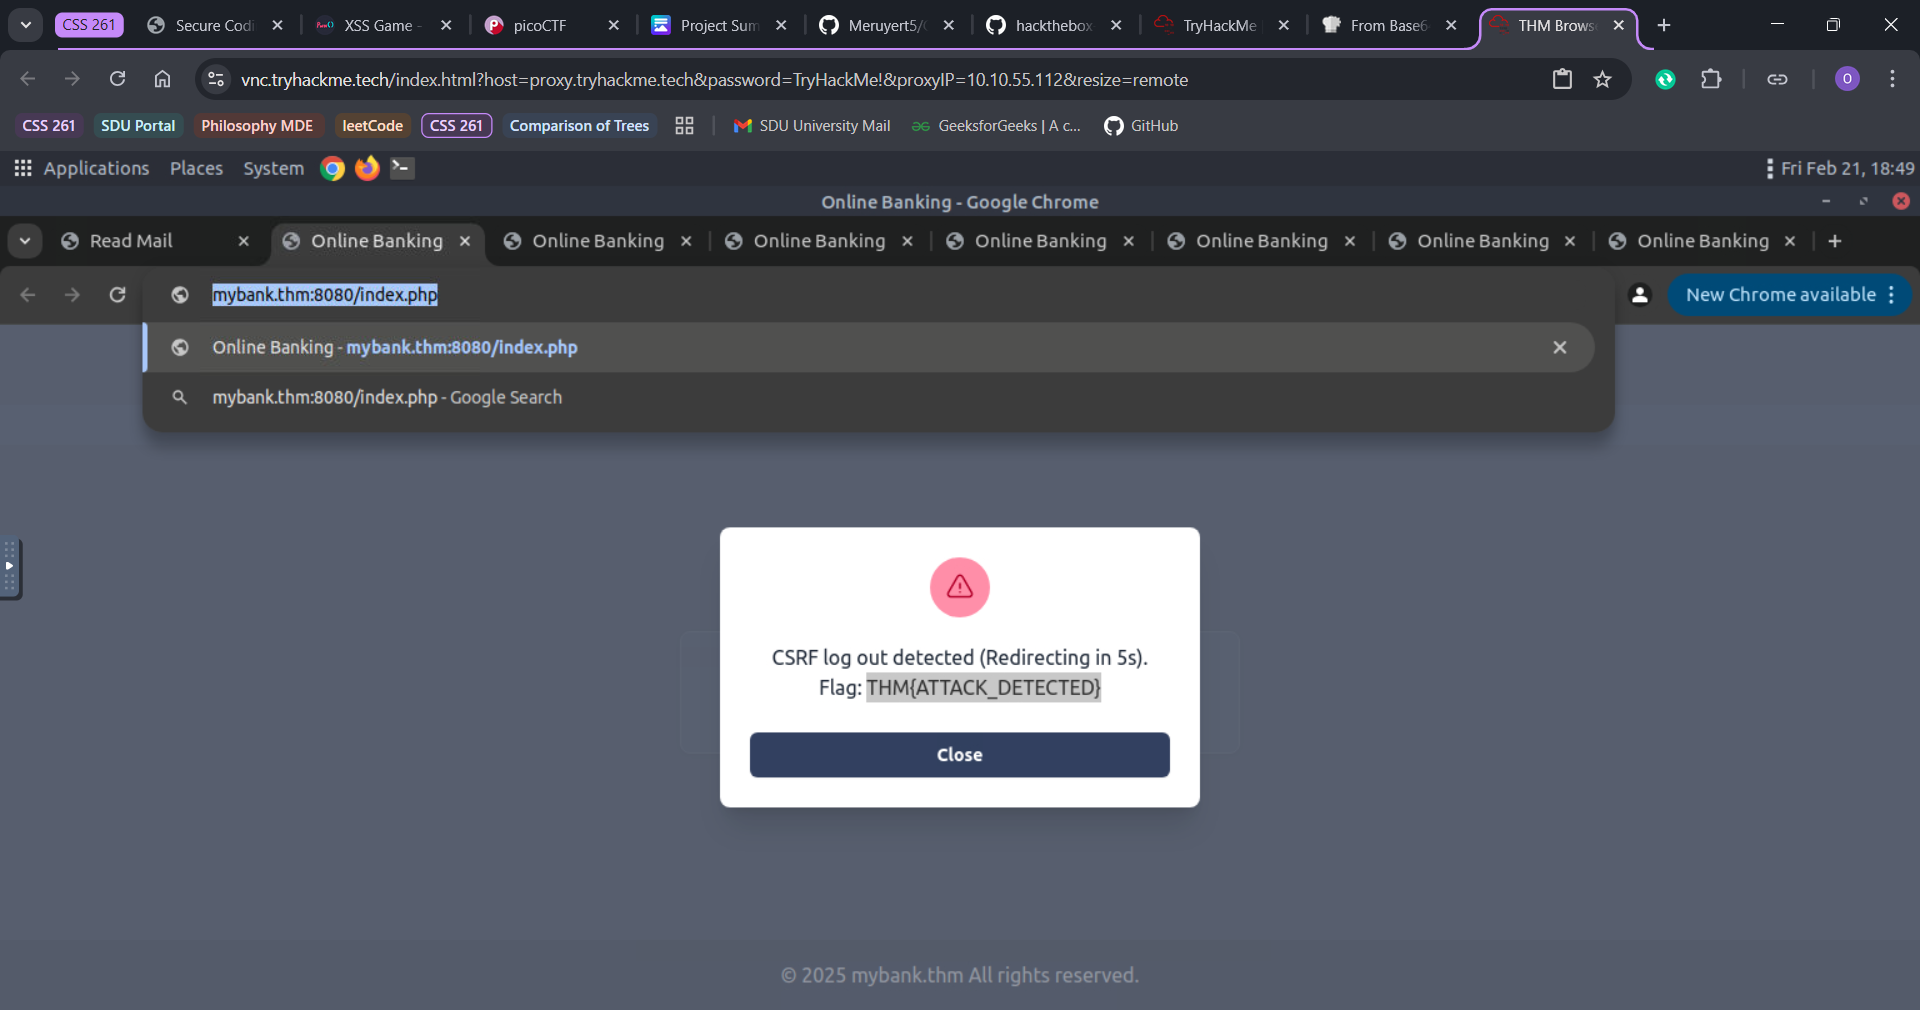 CSS 261
Secure Codi
XSS Game -
picoCTF
Project Sum
Meruyert5/
hackthebox
TryHackMe
From Base6
THM Brows
vnc.tryhackme.tech/index.html?host=proxy.tryhackme.tech&password=TryHackMe!&proxyIP=10.10.55.112&resize=remote
O
CSS 261
SDU Portal
Philosophy MDE
leetCode
CSS 261
Comparison of Trees
SDU University Mail
GeeksforGeeks | A c...
GitHub
Applications Places System
Fri Feb 21, 18:49
Online Banking - Google Chrome
Read Mail
Online Banking
Online Banking
Online Banking
Online Banking
Online Banking
Online Banking
Online Banking
mybank.thm:8080/index.php
New Chrome available
Online Banking - mybank.thm:8080/index.php
mybank.thm:8080/index.php - Google Search
CSRF log out detected (Redirecting in 5s).
Flag: THM{ATTACK_DETECTED}
Close
© 2025 mybank.thm All rights reserved.